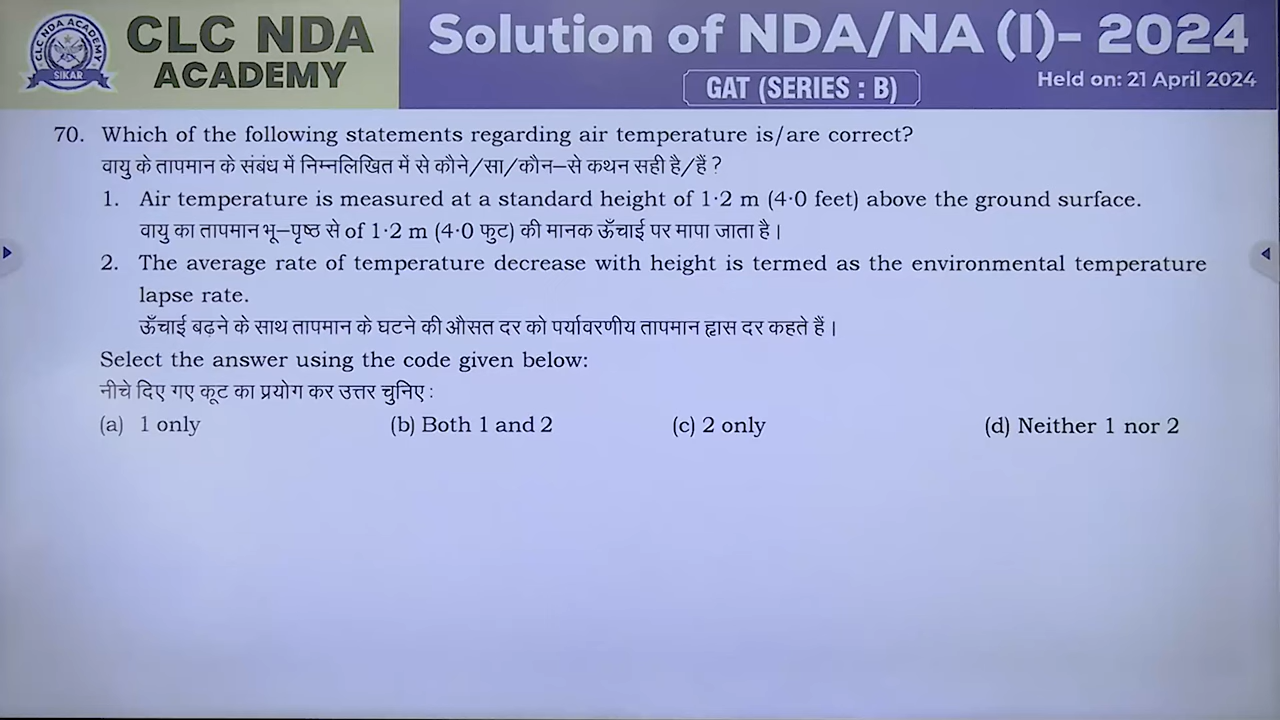 CLC NDA ACADEMY
SIKAR
CLC NDA
ACADEMY
Solution of NDA/NA (I)- 2024
GAT (SERIES : B)
Held on: 21 April 2024
70. Which of the following statements regarding air temperature is/are correct?
वायु के तापमान के संबंध में निम्नलिखित में से कौने/सा/कौन–से कथन सही है/हैं ?
1. Air temperature is measured at a standard height of 1·2 m (4·0 feet) above the ground surface.
वायु का तापमान भू–पृष्ठ से of 1·2 m (4·0 फुट) की मानक ऊँचाई पर मापा जाता है।
2. The average rate of temperature decrease with height is termed as the environmental temperature
lapse rate.
ऊँचाई बढ़ने के साथ तापमान के घटने की औसत दर को पर्यावरणीय तापमान ह्रास दर कहते हैं।
Select the answer using the code given below:
नीचे दिए गए कूट का प्रयोग कर उत्तर चुनिए :
(a) 1 only (b) Both 1 and 2 (c) 2 only (d) Neither 1 nor 2